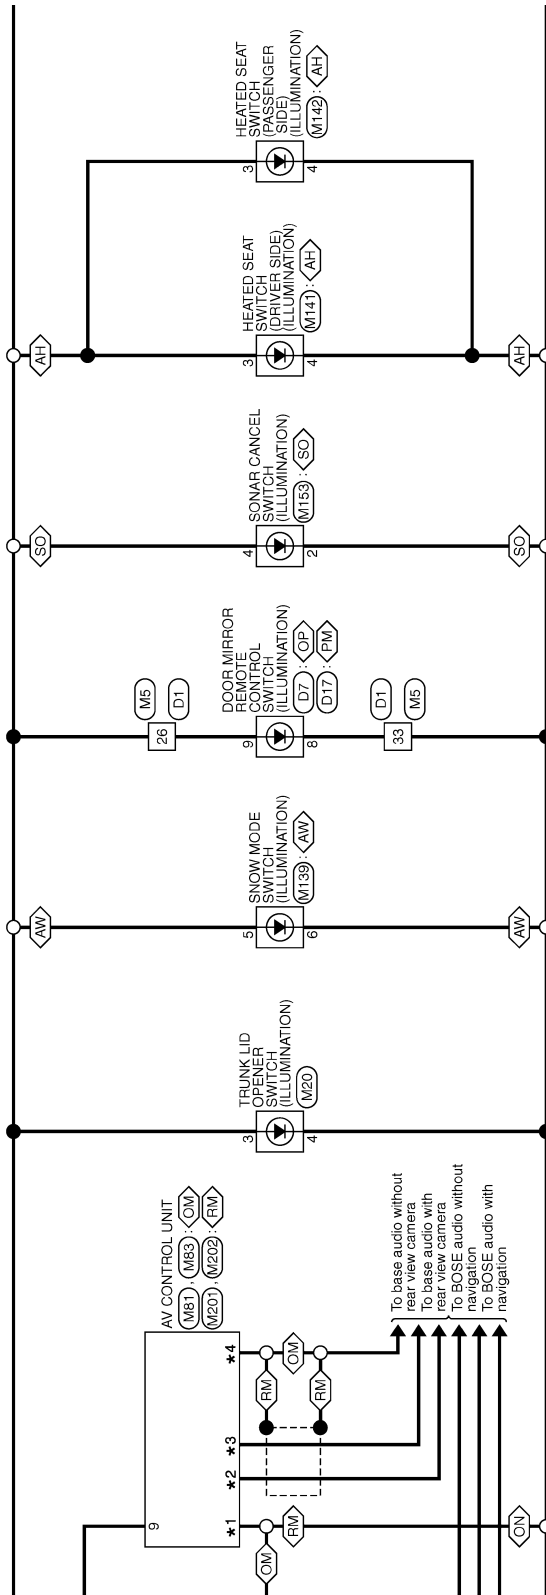 HEATED SEAT
SWITCH
(PASSENGER
SIDE)
(ILLUMINATION)
M142 : AH
3
4
HEATED SEAT
SWITCH
(DRIVER SIDE)
(ILLUMINATION)
M141 : AH
AH
3
4
AH
SONAR CANCEL
SWITCH
(ILLUMINATION)
M153 : SO
SO
4
2
SO
DOOR MIRROR
REMOTE
CONTROL
SWITCH
(ILLUMINATION)
D7 : OP
D17 : PM
M5
D1
26
9
8
33
D1
M5
SNOW MODE
SWITCH
(ILLUMINATION)
M139 : AW
AW
5
6
AW
TRUNK LID
OPENER
SWITCH
(ILLUMINATION)
M20
3
4
AV CONTROL UNIT
M81 , M83 : OM
M201 , M202 : RM
9
*4
*3
*2
*1
OM
RM
RM
RM
OM
ON
To base audio without
rear view camera
To base audio with
rear view camera
To BOSE audio without
navigation
To BOSE audio with
navigation